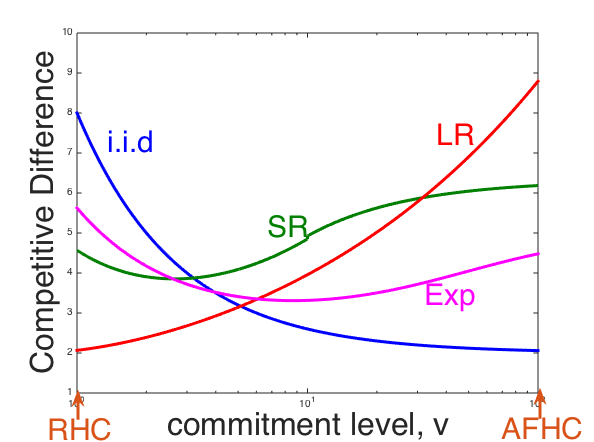 10
9
8
7
6
5
4
3
2
1
Competitive Difference
i.i.d
LR
SR
Exp
10¹
RHC
commitment level, v
AFHC